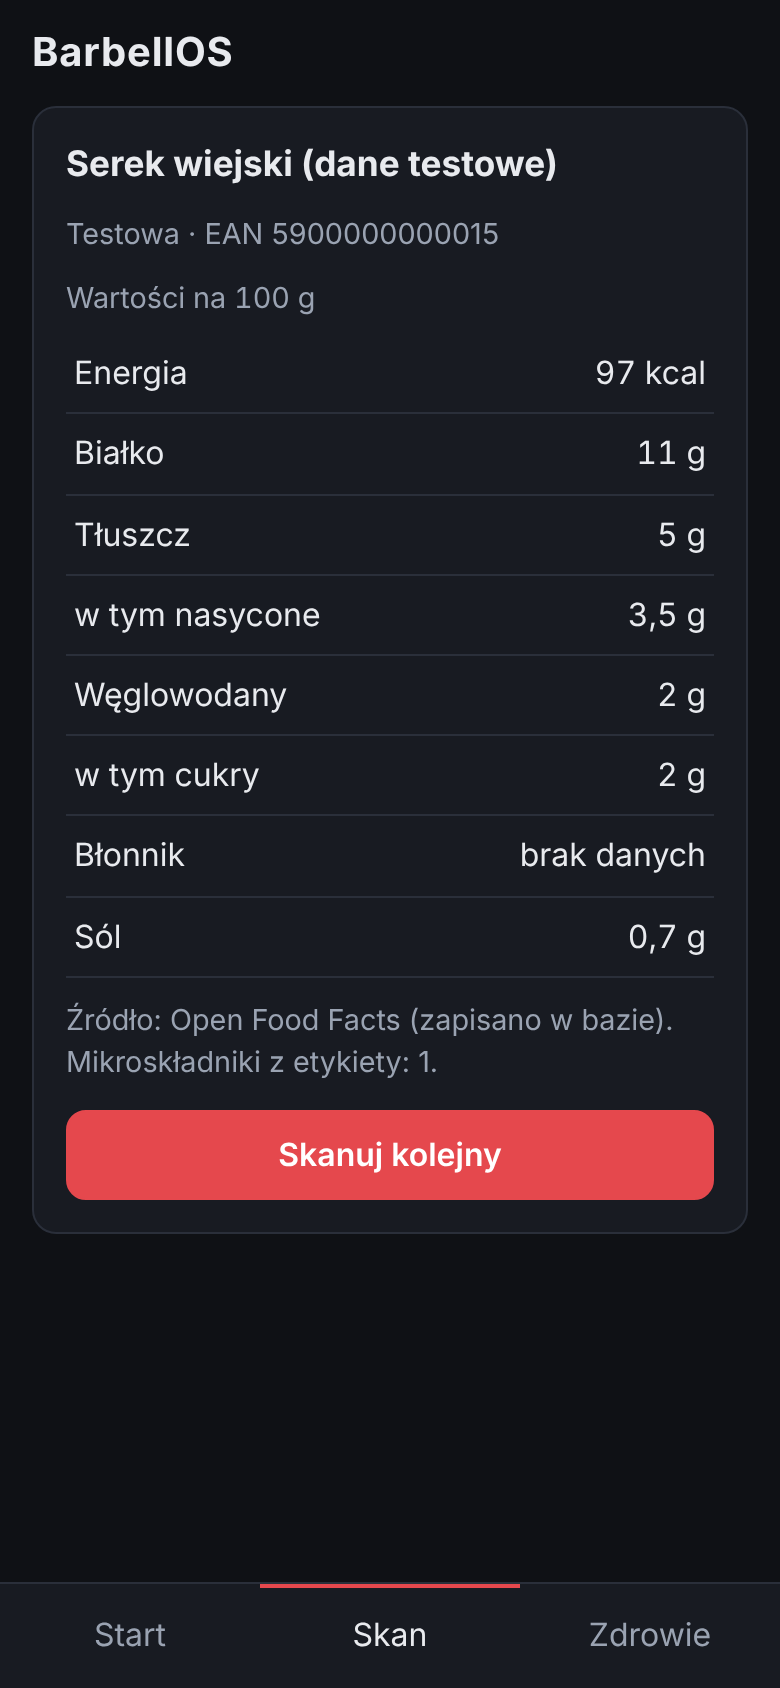 BarbellOS
Serek wiejski (dane testowe)
Testowa · EAN 5900000000015
Wartości na 100 g
Energia 97 kcal
Białko 11 g
Tłuszcz 5 g
w tym nasycone 3,5 g
Węglowodany 2 g
w tym cukry 2 g
Błonnik brak danych
Sól 0,7 g
Źródło: Open Food Facts (zapisano w bazie).
Mikroskładniki z etykiety: 1.
Skanuj kolejny
Start Skan Zdrowie